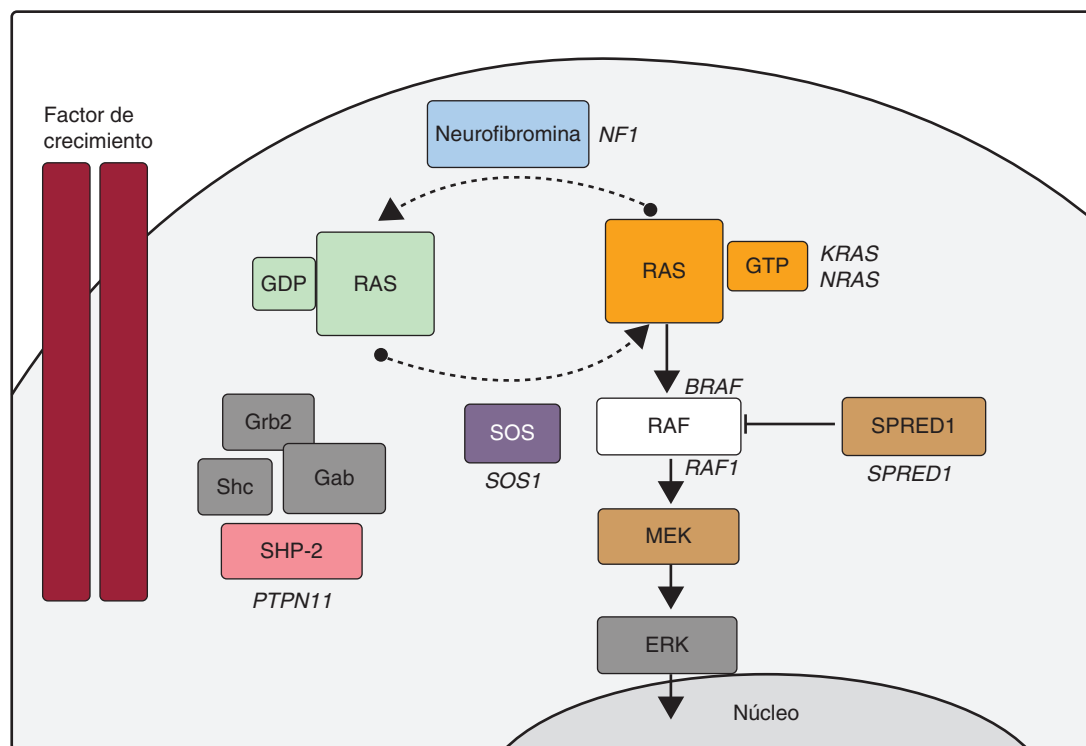 Factor de
crecimiento
Neurofibromina
NF1
GDP
RAS
RAS
GTP
KRAS
NRAS
BRAF
RAF
RAF1
SPRED1
SPRED1
Grb2
Shc
Gab
SHP-2
PTPN11
SOS
SOS1
MEK
ERK
Núcleo